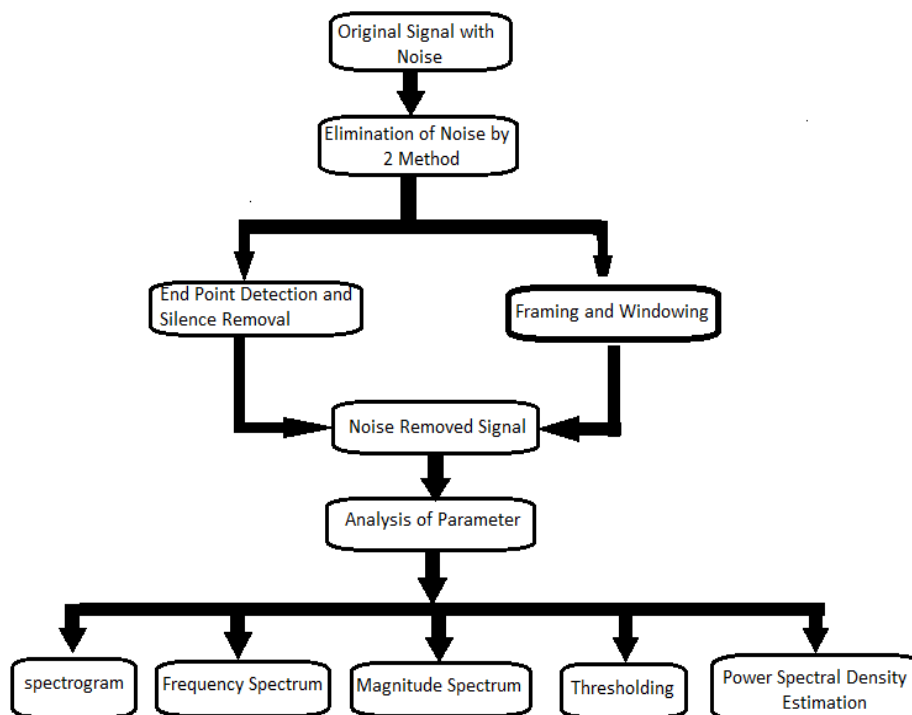 Original Signal with
Noise
Elimination of Noise by
2 Method
End Point Detection and
Silence Removal
Framing and Windowing
Noise Removed Signal
Analysis of Parameter
spectrogram
Frequency Spectrum
Magnitude Spectrum
Thresholding
Power Spectral Density
Estimation